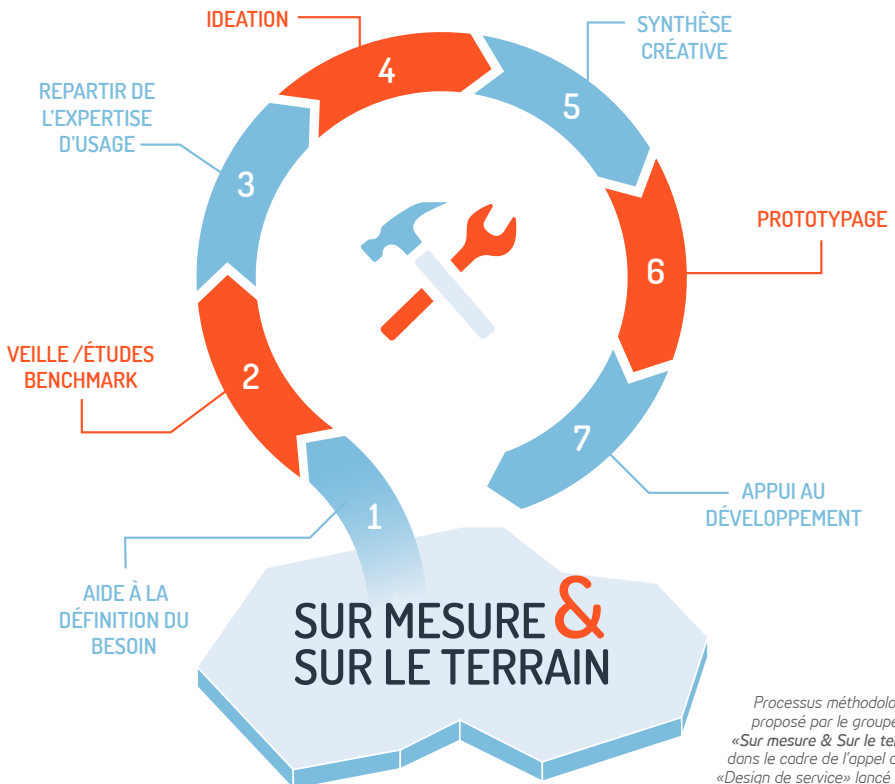 IDEATION
4
SYNTHÈSE
CRÉATIVE
5
REPARTIR DE
L'EXPERTISE
D'USAGE
3
PROTOTYPAGE
6
VEILLE /ÉTUDES
BENCHMARK
2
7
APPUI AU
DÉVELOPPEMENT
1
AIDE À LA
DÉFINITION DU
BESOIN
SUR MESURE &
SUR LE TERRAIN
Processus
proposé par le groupe
«Sur mesure & Sur le
dans le cadre de l'appel
«Design de service» lancé